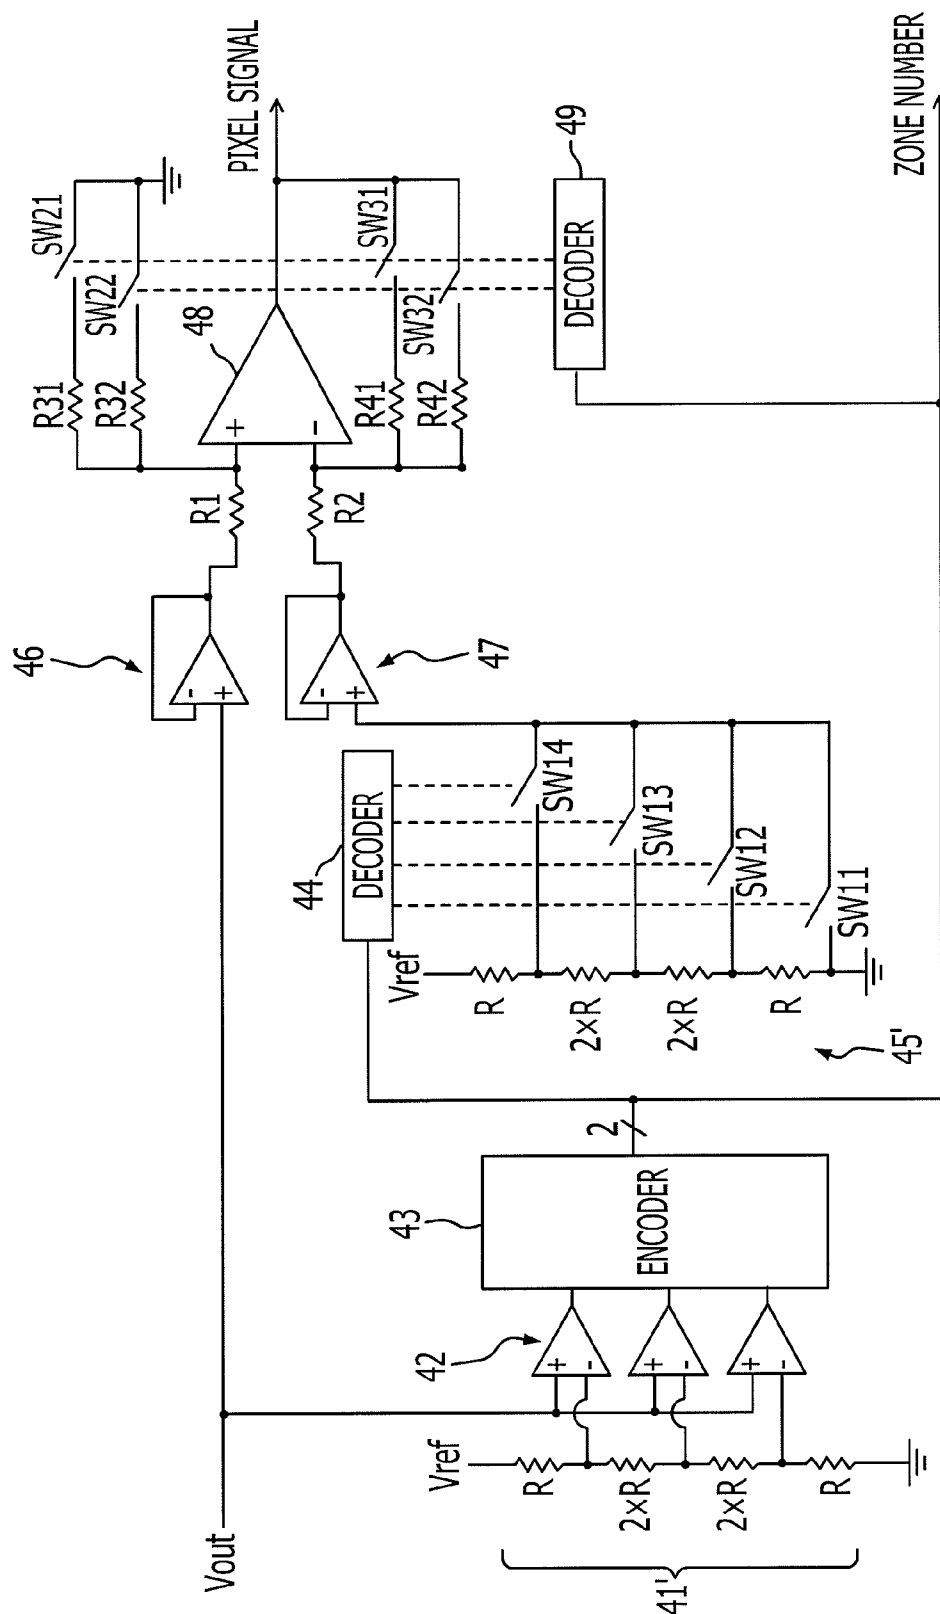 Vout
41'
Vref
R
2×R
2×R
R
42
+
-
+
-
+
-
43
ENCODER
2
45'
Vref
R
2×R
2×R
R
44
DECODER
SW14
SW13
SW12
SW11
46
-
+
47
-
+
R1
R2
R31
R32
SW21
SW22
48
+
-
R41
R42
SW31
SW32
PIXEL SIGNAL
49
DECODER
ZONE NUMBER